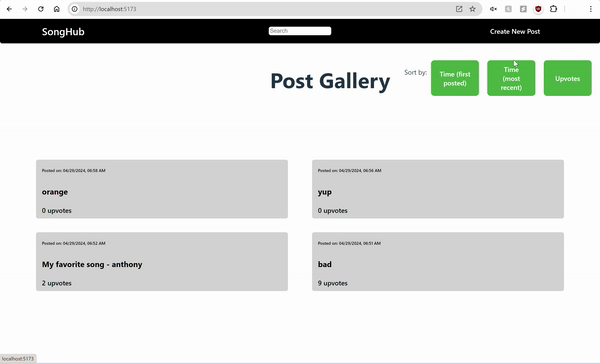 http://localhost:5173
SongHub
Search
Create New Post
Post Gallery
Sort by:
Time (first
posted)
Time
(most
recent)
Upvotes
Posted on: 04/29/2024, 06:58 AM
orange
0 upvotes
Posted on: 04/29/2024, 06:56 AM
yup
0 upvotes
Posted on: 04/29/2024, 06:52 AM
My favorite song - anthony
2 upvotes
Posted on: 04/29/2024, 06:51 AM
bad
9 upvotes
localhost:5173